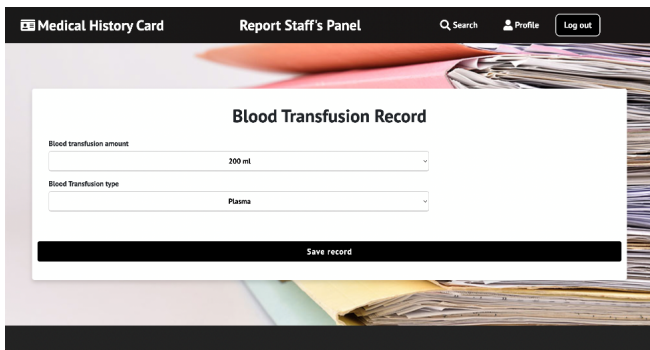 Medical History Card
Report Staff's Panel
Search
Profile
Log out
Blood Transfusion Record
Blood transfusion amount
200 ml
Blood Transfusion type
Plasma
Save record